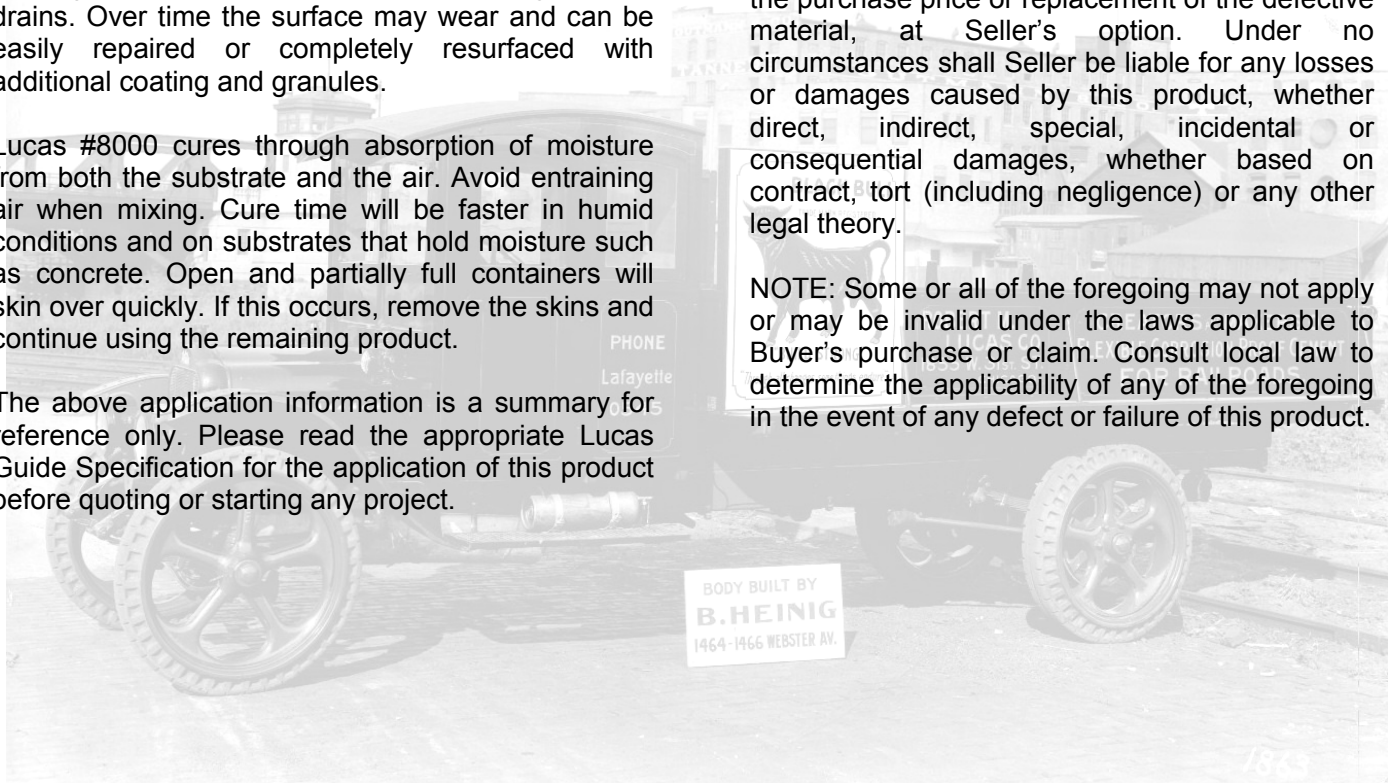 drains. Over time the surface may wear and can be
easily repaired or completely resurfaced with
additional coating and granules.
Lucas #8000 cures through absorption of moisture
from both the substrate and the air. Avoid entraining
air when mixing. Cure time will be faster in humid
conditions and on substrates that hold moisture such
as concrete. Open and partially full containers will
skin over quickly. If this occurs, remove the skins and
continue using the remaining product.
The above application information is a summary for
reference only. Please read the appropriate Lucas
Guide Specification for the application of this product
before quoting or starting any project.
the purchase price or replacement of the defective
material, at Seller's option. Under no
circumstances shall Seller be liable for any losses
or damages caused by this product, whether
direct, indirect, special, incidental or
consequential damages, whether based on
contract, tort (including negligence) or any other
legal theory.
NOTE: Some or all of the foregoing may not apply
or may be invalid under the laws applicable to
Buyer's purchase or claim. Consult local law to
determine the applicability of any of the foregoing
in the event of any defect or failure of this product.
PHONE
Lafayette
LUCAS CO
FOR RAILROADS
BODY BUILT BY
B.HEINIG
1464-1466 WEBSTER AV.
1863